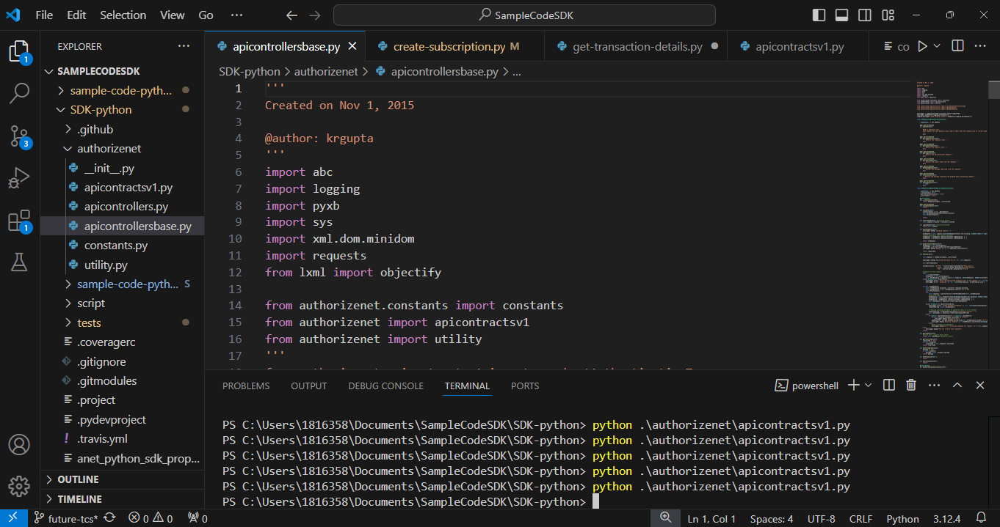 File Edit Selection View Go ··· SampleCodeSDK
EXPLORER ···
SAMPLECODESDK
sample-code-pyth...
SDK-python
.github
authorizenet
__init__.py
apicontractsv1.py
apicontrollers.py
apicontrollersbase.py
constants.py
utility.py
sample-code-pyth... S
script
tests
.coveragerc
.gitignore
.gitmodules
.project
.pydevproject
! .travis.yml
anet_python_sdk_prop...
OUTLINE
TIMELINE
1
3
1
apicontrollersbase.py create-subscription.py M get-transaction-details.py apicontractsv1.py co
SDK-python > authorizenet > apicontrollersbase.py > ...
1 '''
2 Created on Nov 1, 2015
3
4 @author: krgupta
5 '''
6 import abc
7 import logging
8 import pyxb
9 import sys
10 import xml.dom.minidom
11 import requests
12 from lxml import objectify
13
14 from authorizenet.constants import constants
15 from authorizenet import apicontractsv1
16 from authorizenet import utility
17 '''
PROBLEMS OUTPUT DEBUG CONSOLE TERMINAL PORTS powershell
PS C:\Users\1816358\Documents\SampleCodeSDK\SDK-python> python .\authorizenet\apicontractsv1.py
PS C:\Users\1816358\Documents\SampleCodeSDK\SDK-python> python .\authorizenet\apicontractsv1.py
PS C:\Users\1816358\Documents\SampleCodeSDK\SDK-python> python .\authorizenet\apicontractsv1.py
PS C:\Users\1816358\Documents\SampleCodeSDK\SDK-python> python .\authorizenet\apicontractsv1.py
PS C:\Users\1816358\Documents\SampleCodeSDK\SDK-python> python .\authorizenet\apicontractsv1.py
PS C:\Users\1816358\Documents\SampleCodeSDK\SDK-python>
future-tcs* 0 0 0 Ln 1, Col 1 Spaces: 4 UTF-8 CRLF Python 3.12.4